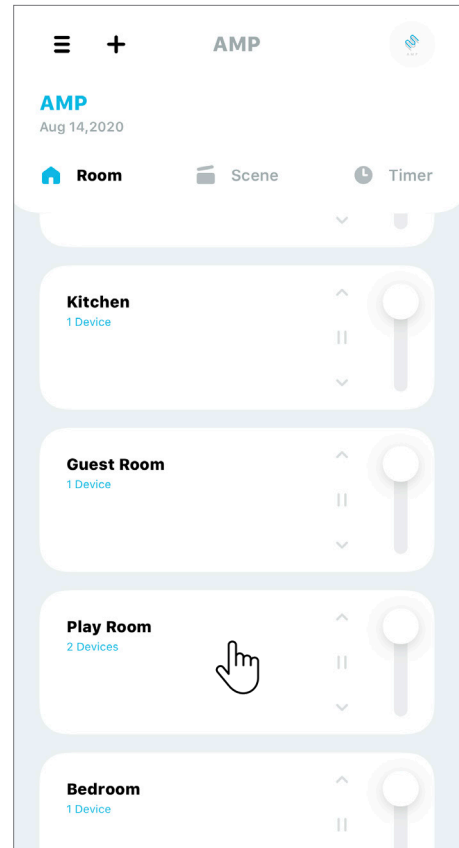 AMP
AMP
Aug 14,2020
Room Scene Timer
Kitchen
1 Device
Guest Room
1 Device
Play Room
2 Devices
Bedroom
1 Device